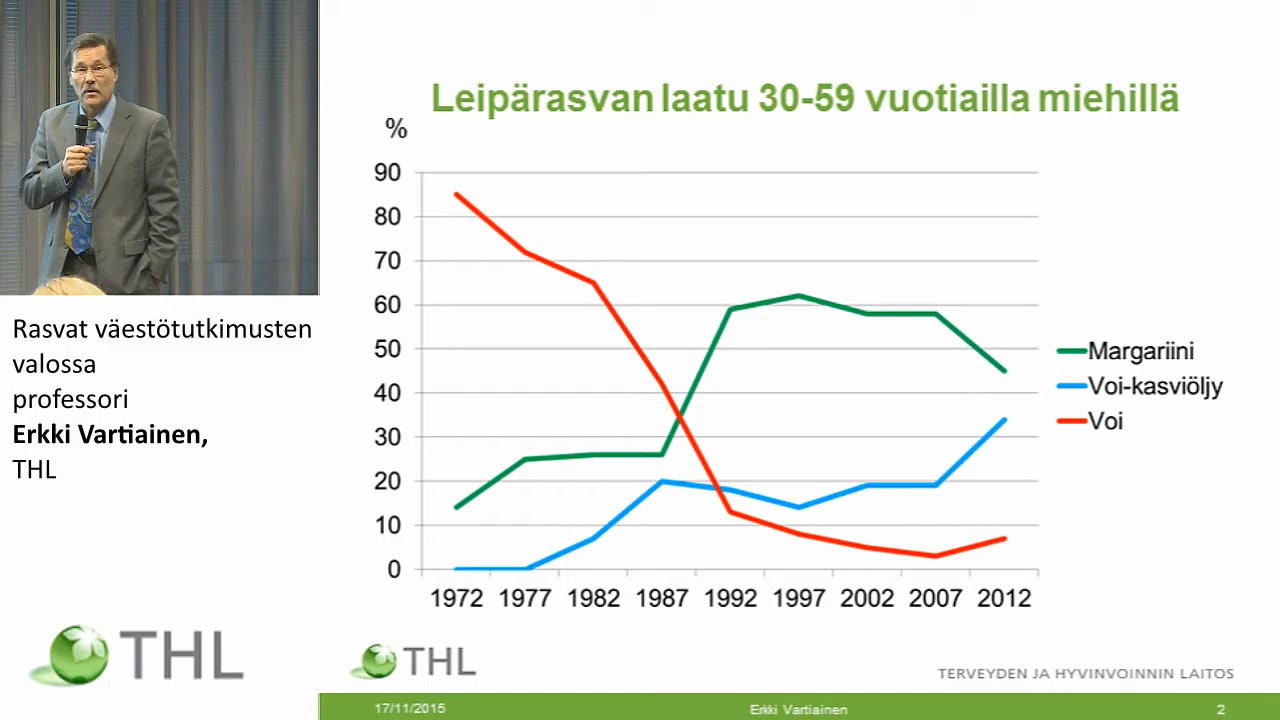 Leipärasvan laatu 30-59 vuotiailla miehillä
%
90
80
70
60
50
40
30
20
10
0
1972 1977 1982 1987 1992 1997 2002 2007 2012
Margariini
Voi-kasviöljy
Voi
Rasvat väestötutkimusten
valossa
professori
Erkki Vartiainen,
THL
THL
THL
TERVEYDEN JA HYVINVOINNIN LAITOS
17/11/2015
Erkki Vartiainen
2